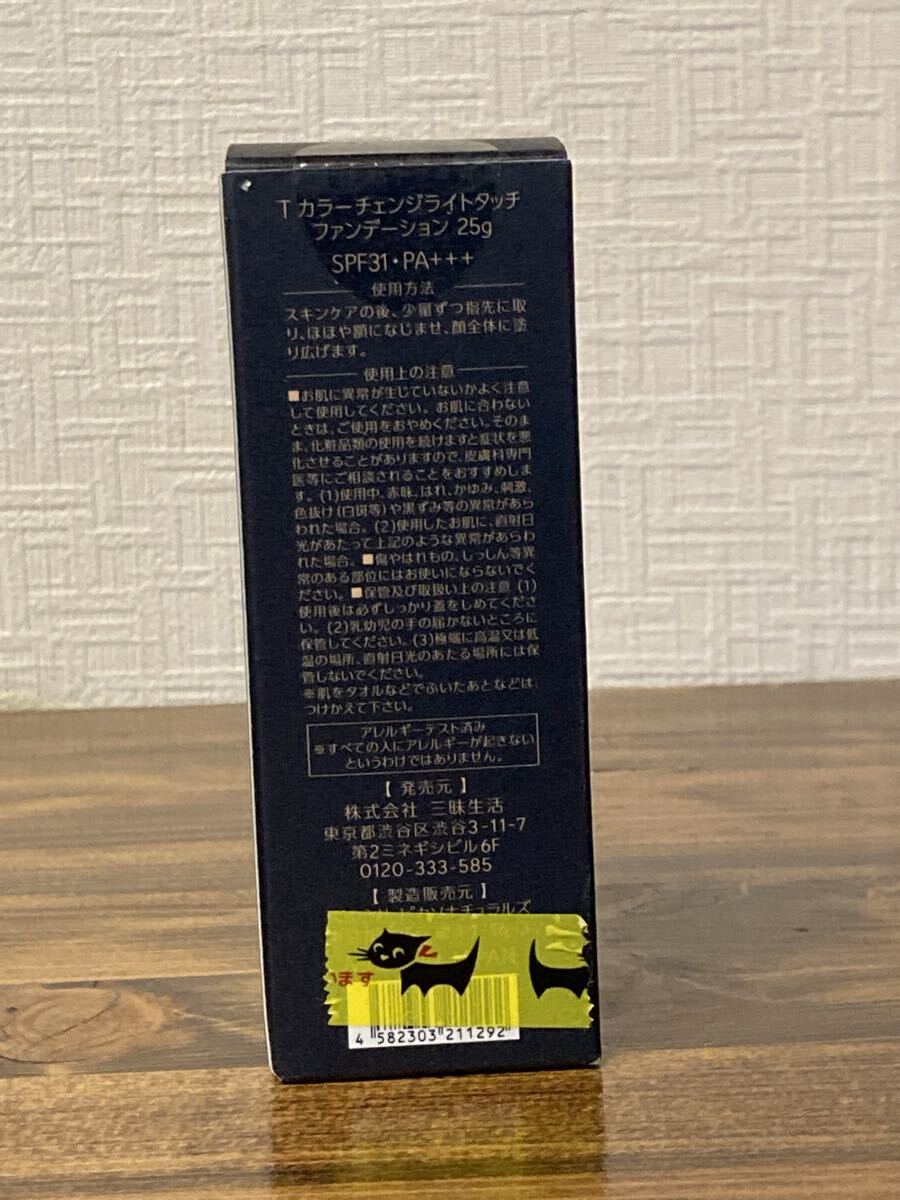 T カラーチェンジライトタッチ
ファンデーション 25g
SPF31・PA+++
使用方法
スキンケアの後、少量ずつ指先に取
り、ほほや額になじませ、顔全体に塗
り広げます。
使用上の注意
■お肌に異常が生じていないかよく注意
して使用してください。お肌に合わない
ときは、ご使用をおやめください。そのま
ま、化粧品類の使用を続けますと症状を悪
化させることがありますので、皮膚科専門
医等にご相談されることをおすすめしま
す。(1)使用中、赤味、はれ、かゆみ、刺激、
色抜け(白斑等)や黒ずみ等の異常があら
われた場合。(2)使用したお肌に、直射日
光があたって上記のような異常があらわ
れた場合。■傷やはれもの、しっしん等異
常のある部位にはお使いにならないでく
ださい。■保管及び取扱い上の注意 (1)
使用後は必ずしっかり蓋をしめてくださ
い。(2)乳幼児の手の届かないところに
保管してください。(3)極端に高温又は低
温の場所、直射日光のあたる場所には保
管しないでください。
※肌をタオルなどでふいたあとなどは、
つけかえて下さい。
アレルギーテスト済み
※すべての人にアレルギーが起きない
というわけではありません。
【 発売元 】
株式会社 三昧生活
東京都渋谷区渋谷3-11-7
第2ミネギシビル6F
0120-333-585
【 製造販売元 】
ピカソナチュラルズ
ます
4 582303 211292